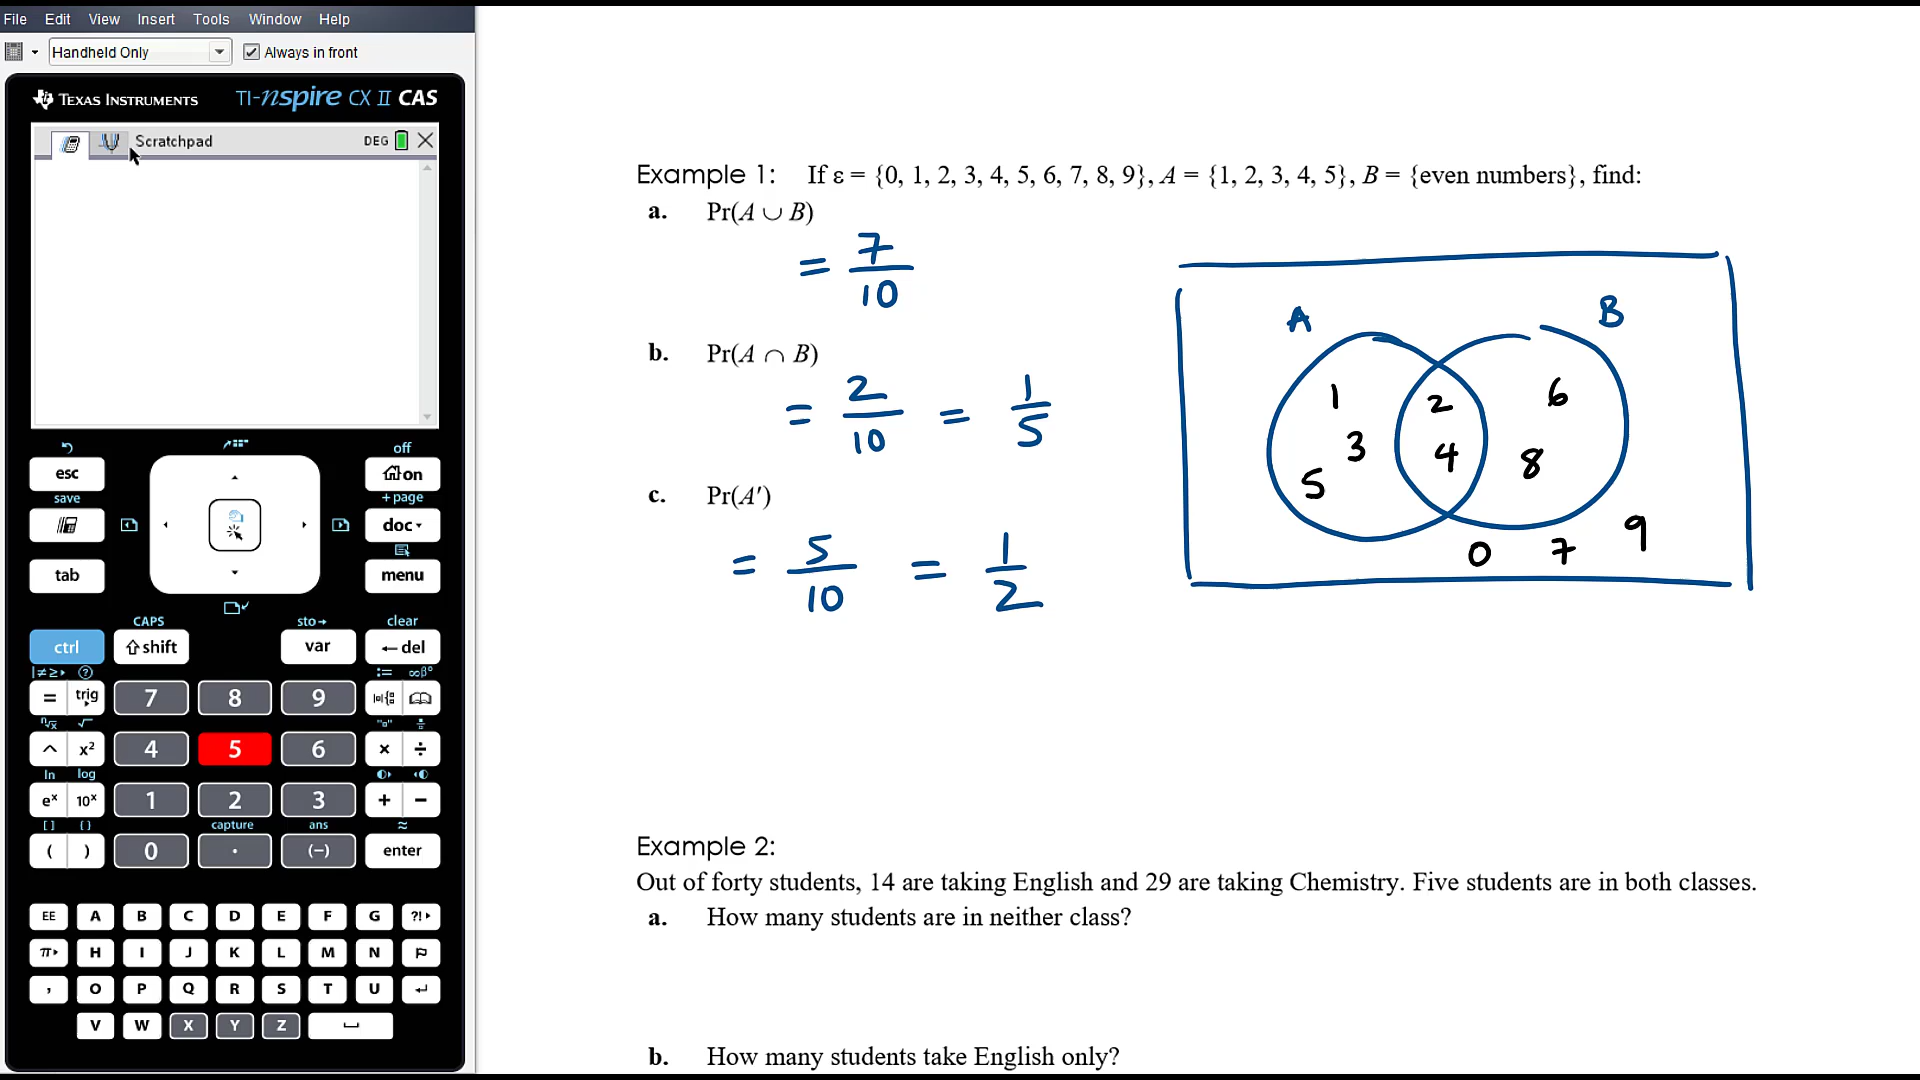 File Edit View Insert Tools Window Help
Handheld Only Always in front
TEXAS INSTRUMENTS TI-nspire CX II CAS
Scratchpad DEG
off
esc on
save + page
doc
tab menu
CAPS sto→ clear
ctrl ⇧shift var ←del
|≠≥▸ ? := ∞β°
= trig 7 8 9
ⁿ√x √ "▫" ÷
^ x² 4 5 6 × ÷
ln log
eˣ 10ˣ 1 2 3 + −
[ ] { } capture ans ≈
( ) 0 . (−) enter
EE A B C D E F G ?!▸
π▸ H I J K L M N
, O P Q R S T U ↵
V W X Y Z
Example 1: If ε = {0, 1, 2, 3, 4, 5, 6, 7, 8, 9}, A = {1, 2, 3, 4, 5}, B = {even numbers}, find:
a. Pr(A ∪ B)
= 7/10
b. Pr(A ∩ B)
= 2/10 = 1/5
c. Pr(A′)
= 5/10 = 1/2
A B
1 2 6
3 4 8
5
0 7 9
Example 2:
Out of forty students, 14 are taking English and 29 are taking Chemistry. Five students are in both classes.
a. How many students are in neither class?
b. How many students take English only?